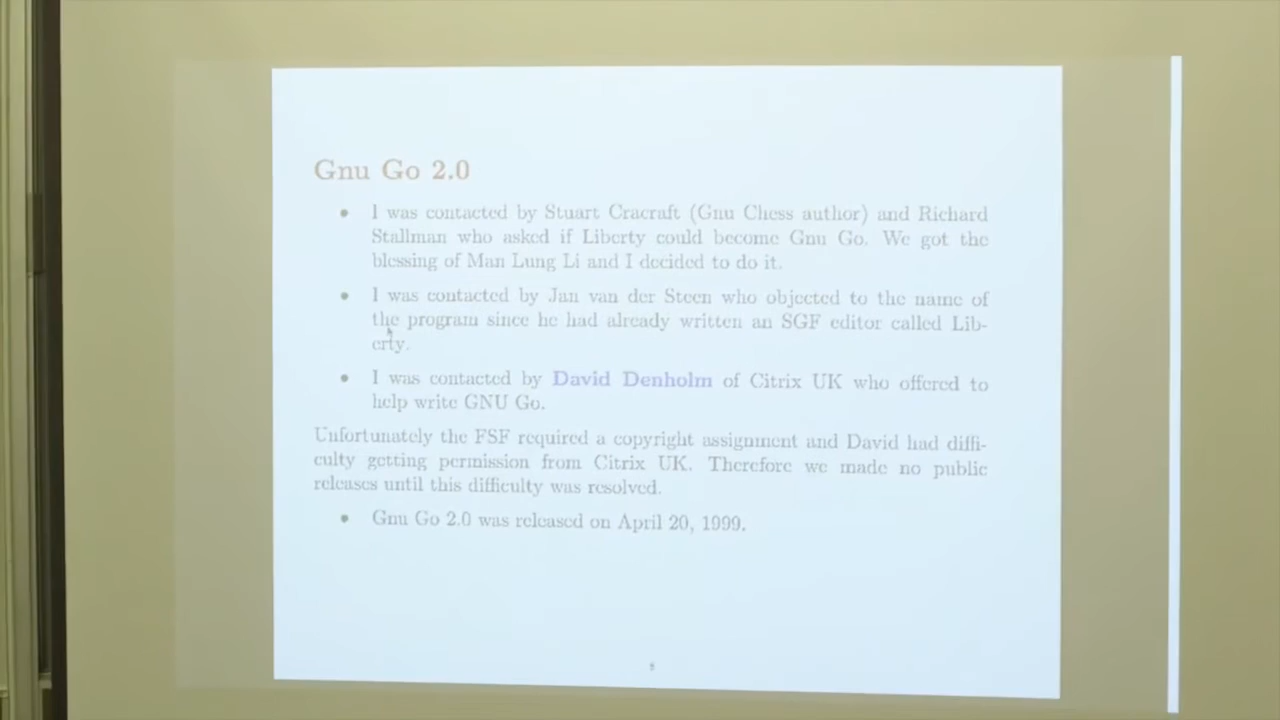 Gnu Go 2.0
• I was contacted by Stuart Cracraft (Gnu Chess author) and Richard
Stallman who asked if Liberty could become Gnu Go. We got the
blessing of Man Lung Li and I decided to do it.
• I was contacted by Jan van der Steen who objected to the name of
the program since he had already written an SGF editor called Lib-
erty.
• I was contacted by David Denholm of Citrix UK who offered to
help write GNU Go.
Unfortunately the FSF required a copyright assignment and David had diffi-
culty getting permission from Citrix UK. Therefore we made no public
releases until this difficulty was resolved.
• Gnu Go 2.0 was released on April 20, 1999.